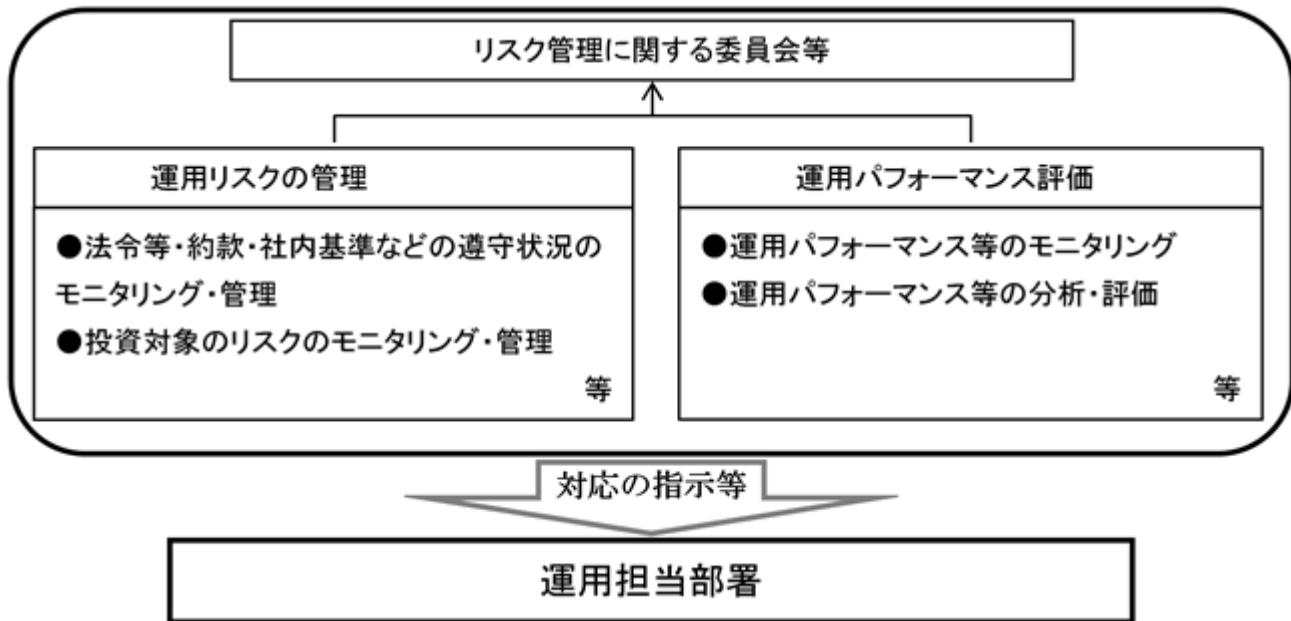 リスク管理に関する委員会等
運用リスクの管理
●法令等・約款・社内基準などの遵守状況の
モニタリング・管理
●投資対象のリスクのモニタリング・管理
等
運用パフォーマンス評価
●運用パフォーマンス等のモニタリング
●運用パフォーマンス等の分析・評価
等
対応の指示等
運用担当部署